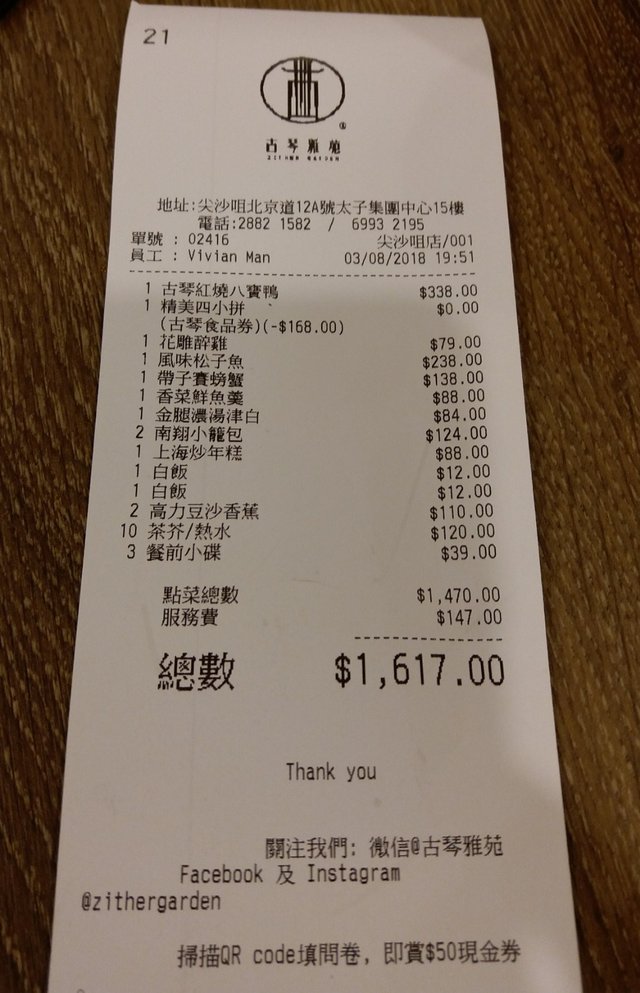 21
古琴雅苑
ZITHER GARDEN
地址:尖沙咀北京道12A號太子集團中心15樓
電話:2882 1582 / 6993 2195
單號 : 02416 尖沙咀店/001
員工 : Vivian Man 03/08/2018 19:51
1 古琴紅燒八寶鴨 $338.00
1 精美四小拼 $0.00
(古琴食品券)(-$168.00)
1 花雕醉雞 $79.00
1 風味松子魚 $238.00
1 帶子賽螃蟹 $138.00
1 香菜鮮魚羹 $88.00
1 金腿濃湯津白 $84.00
2 南翔小籠包 $124.00
1 上海炒年糕 $88.00
1 白飯 $12.00
1 白飯 $12.00
2 高力豆沙香蕉 $110.00
10 茶芥/熱水 $120.00
3 餐前小碟 $39.00
點菜總數 $1,470.00
服務費 $147.00
總數 $1,617.00
Thank you
關注我們: 微信@古琴雅苑
Facebook 及 Instagram
@zithergarden
掃描QR code填問卷, 即賞$50現金券